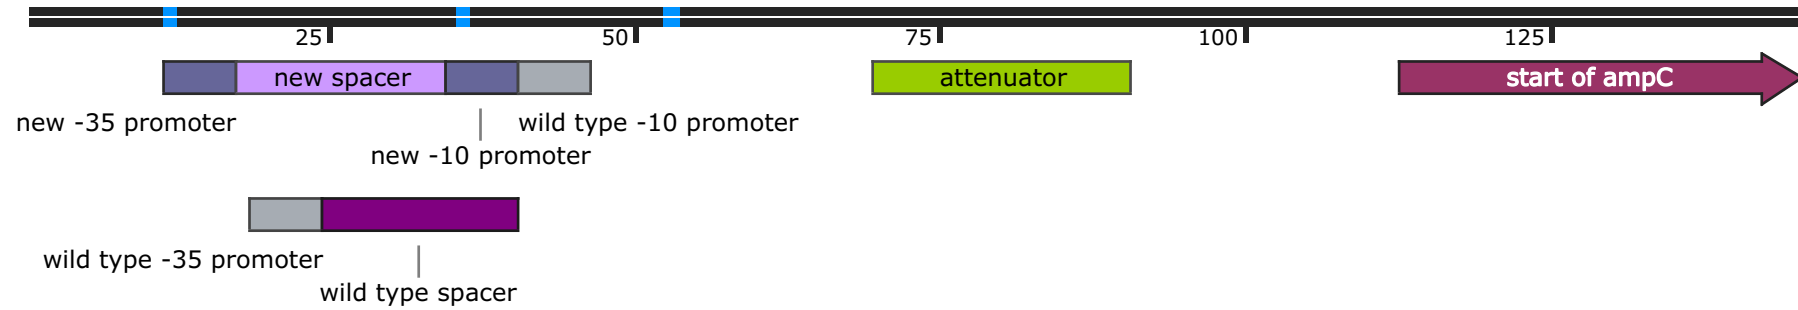 25 50 75 100 125
new spacer attenuator start of ampC
new -35 promoter wild type -10 promoter
new -10 promoter
wild type -35 promoter
wild type spacer